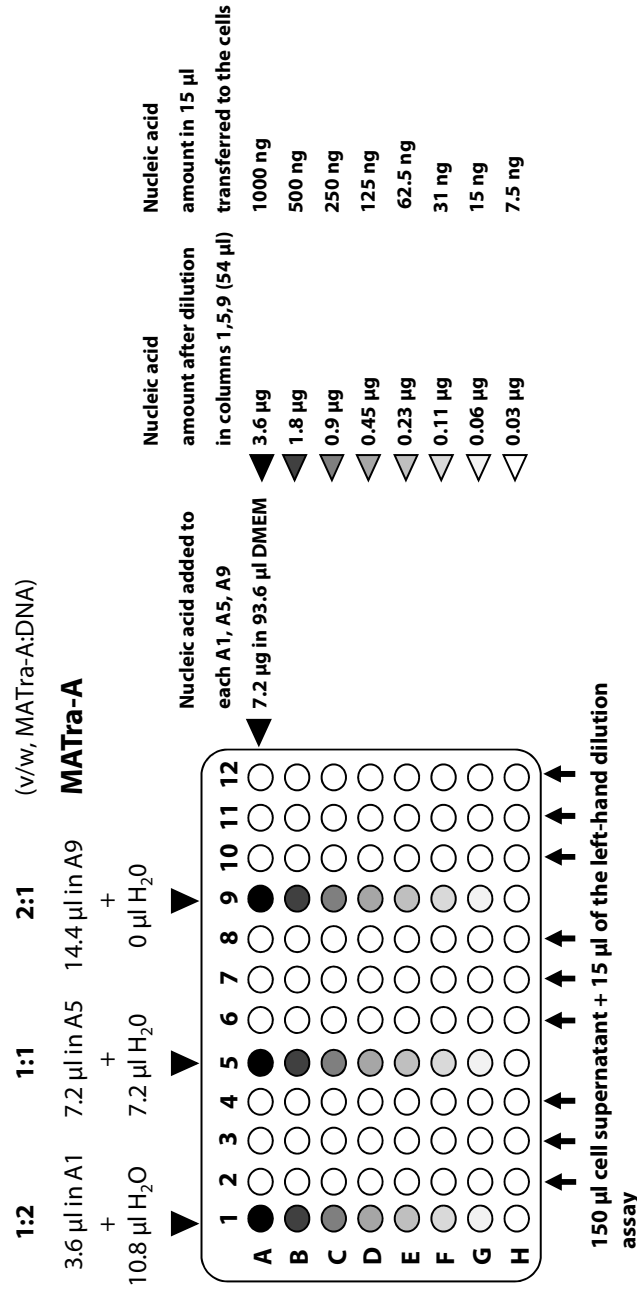 1:2 1:1 2:1 (v/w, MATra-A:DNA)
3.6 µl in A1 7.2 µl in A5 14.4 µl in A9 MATra-A
+ + +
10.8 µl H₂O 7.2 µl H₂0 0 µl H₂0
Nucleic acid added to
each A1, A5, A9
7.2 µg in 93.6 µl DMEM
Nucleic acid
amount after dilution
in columns 1,5,9 (54 µl)
3.6 µg
1.8 µg
0.9 µg
0.45 µg
0.23 µg
0.11 µg
0.06 µg
0.03 µg
Nucleic acid
amount in 15 µl
transferred to the cells
1000 ng
500 ng
250 ng
125 ng
62.5 ng
31 ng
15 ng
7.5 ng
1 2 3 4 5 6 7 8 9 10 11 12
A
B
C
D
E
F
G
H
150 µl cell supernatant + 15 µl of the left-hand dilution
assay